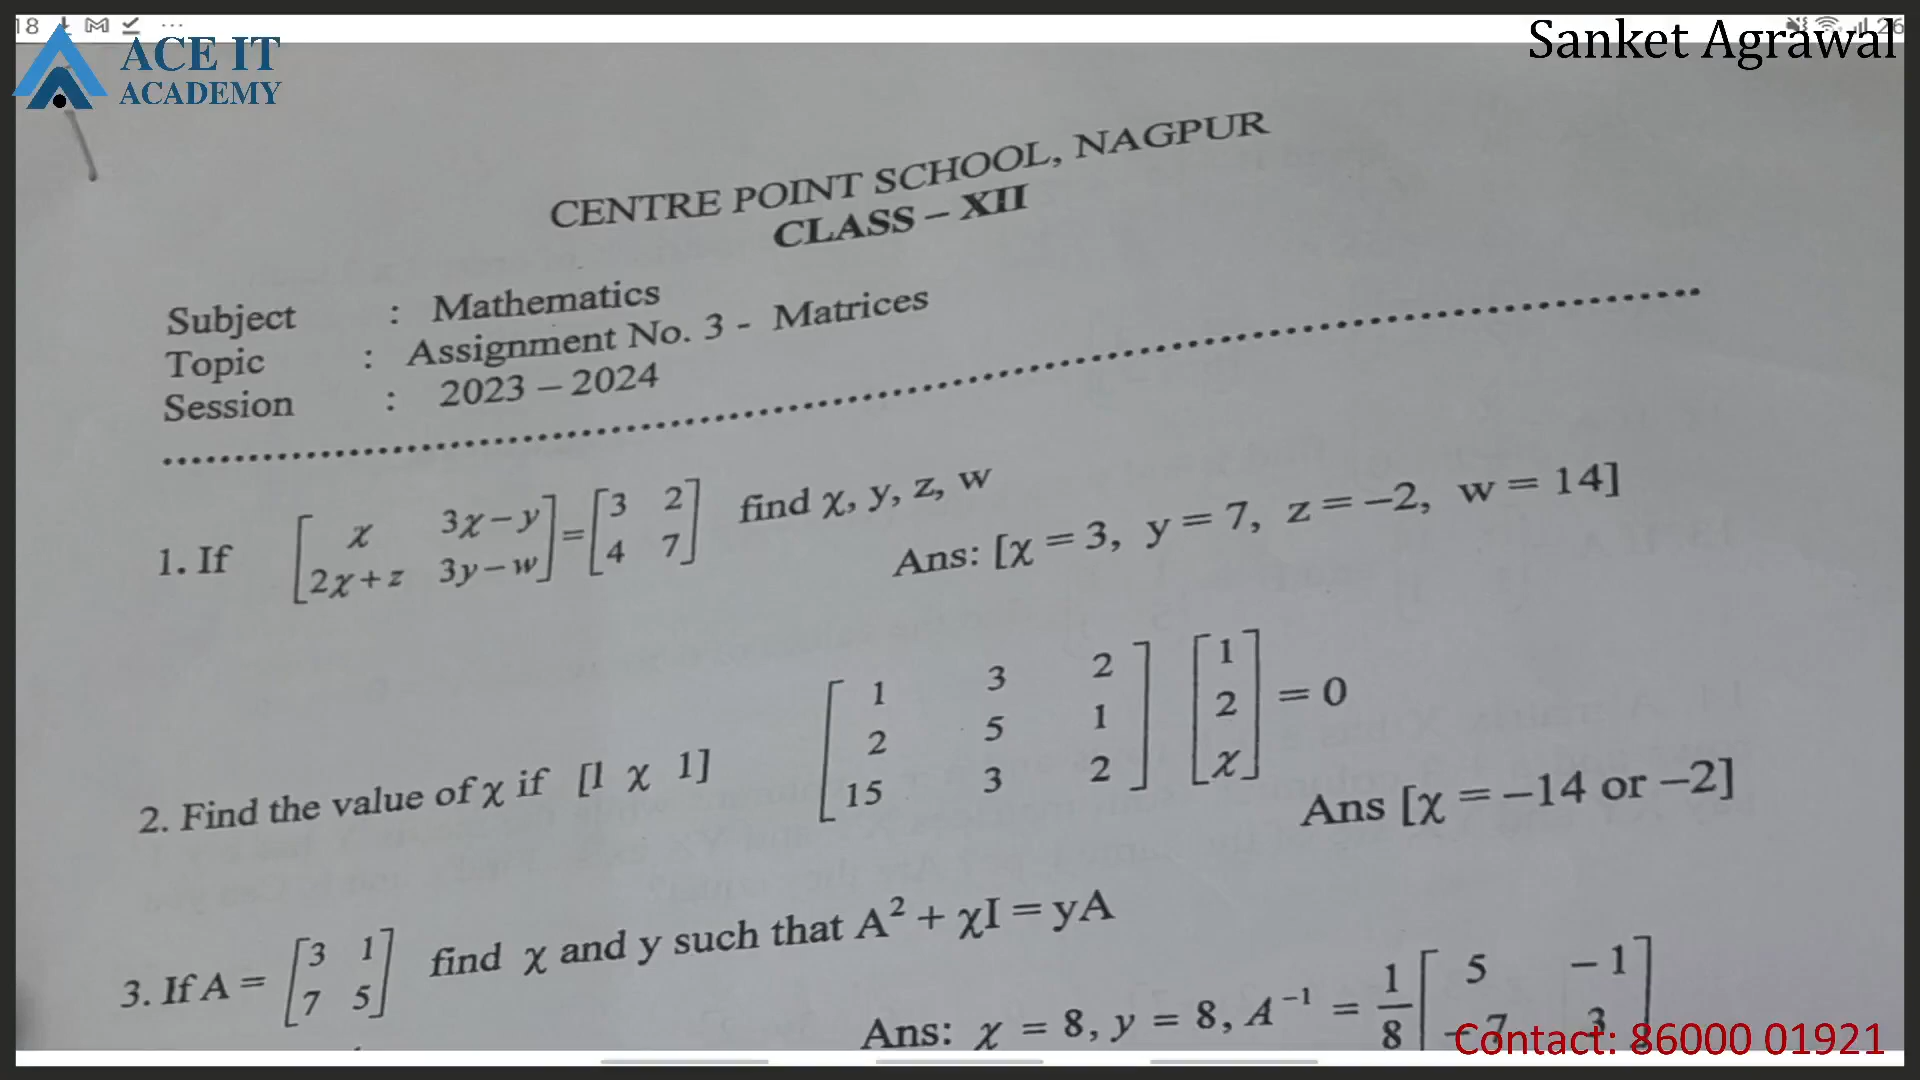 18 ...
ACE IT
ACADEMY
Sanket Agrawal
CENTRE POINT SCHOOL, NAGPUR
CLASS – XII
Subject : Mathematics
Topic : Assignment No. 3 - Matrices
Session : 2023 – 2024
1. If [χ 3χ−y; 2χ+z 3y−w] = [3 2; 4 7] find χ, y, z, w
Ans: [χ = 3, y = 7, z = −2, w = 14]
2. Find the value of χ if [1 χ 1] [1 3 2; 2 5 1; 15 3 2] [1; 2; χ] = 0
Ans [χ = −14 or −2]
3. If A = [3 1; 7 5] find χ and y such that A² + χI = yA
Ans: χ = 8, y = 8, A⁻¹ = 1/8 [5 −1; −7 3]
Contact: 86000 01921